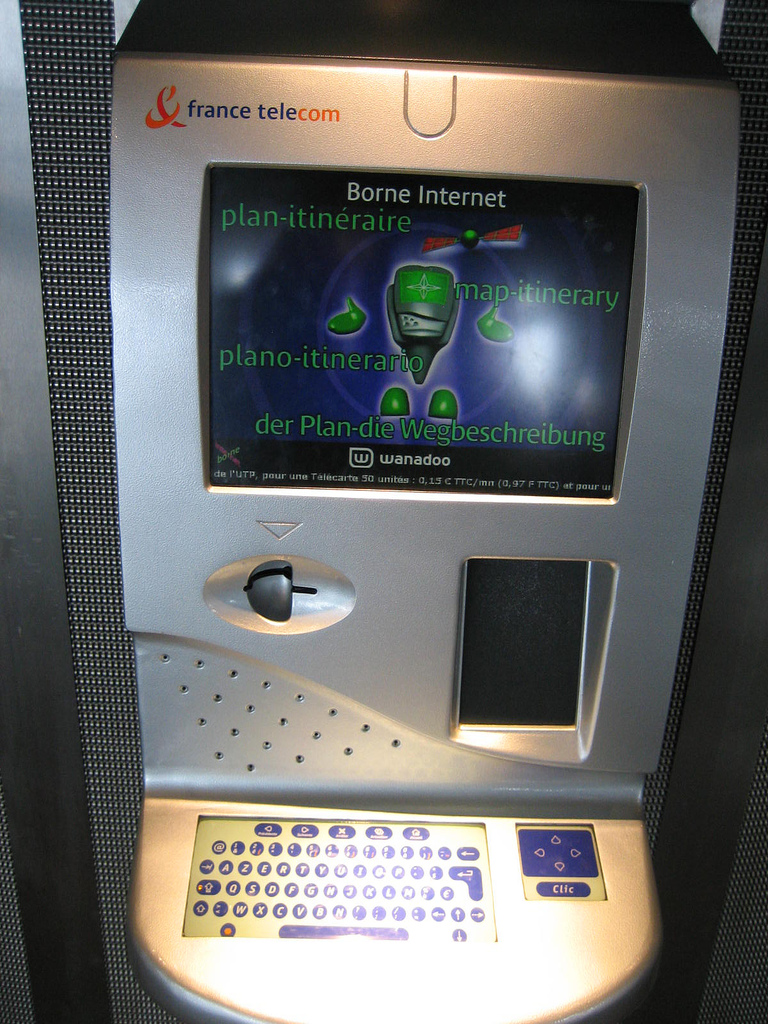 france telecom
Borne Internet
plan-itinéraire
map-itinerary
plano-itinerario
der Plan-die Wegbeschreibung
borne
wanadoo
de l'UTP, pour une Télécarte 50 unités : 0,15 € TTC/mn (0,97 F TTC) et pour u
@
A Z E R T Y U I O P
Q S D F G H J K L M
W X C V B N
Clic